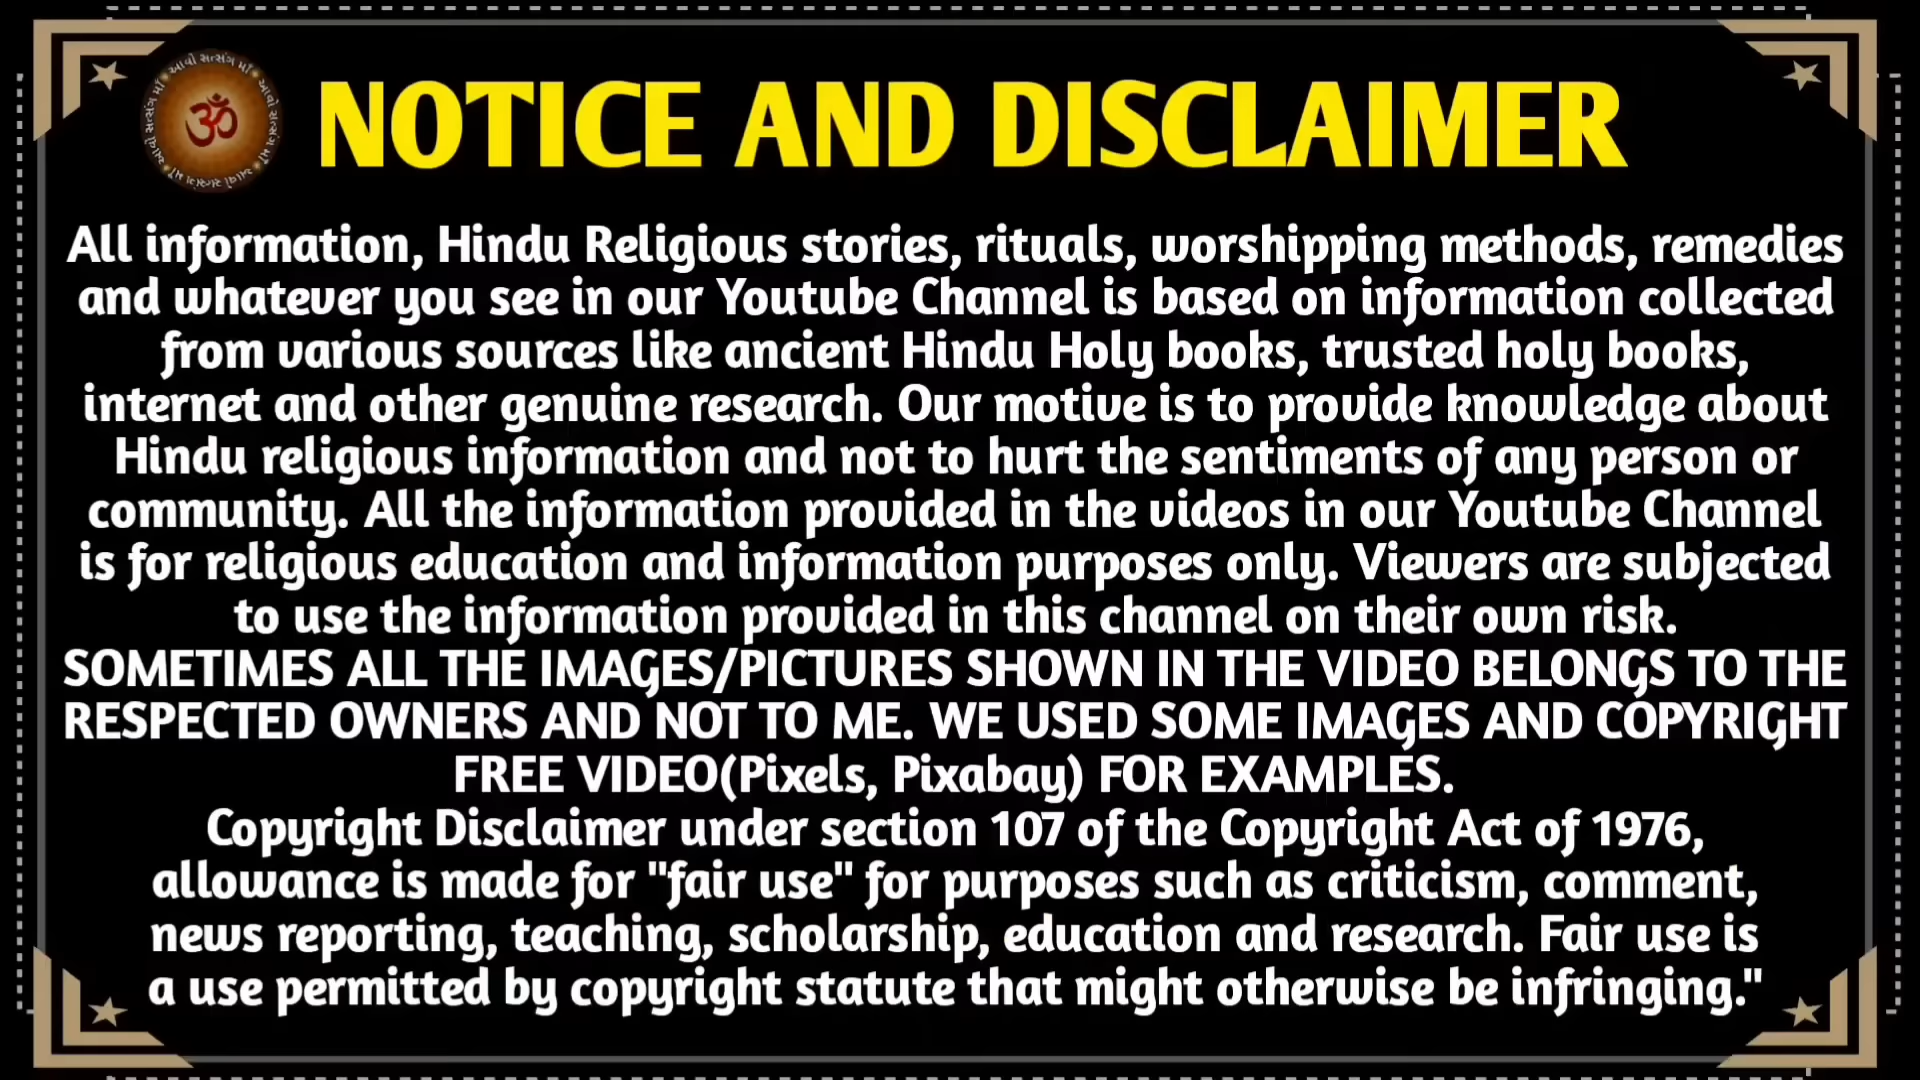 આવો સત્સંગ માઁ
NOTICE AND DISCLAIMER
All information, Hindu Religious stories, rituals, worshipping methods, remedies
and whatever you see in our Youtube Channel is based on information collected
from various sources like ancient Hindu Holy books, trusted holy books,
internet and other genuine research. Our motive is to provide knowledge about
Hindu religious information and not to hurt the sentiments of any person or
community. All the information provided in the videos in our Youtube Channel
is for religious education and information purposes only. Viewers are subjected
to use the information provided in this channel on their own risk.
SOMETIMES ALL THE IMAGES/PICTURES SHOWN IN THE VIDEO BELONGS TO THE
RESPECTED OWNERS AND NOT TO ME. WE USED SOME IMAGES AND COPYRIGHT
FREE VIDEO(Pixels, Pixabay) FOR EXAMPLES.
Copyright Disclaimer under section 107 of the Copyright Act of 1976,
allowance is made for "fair use" for purposes such as criticism, comment,
news reporting, teaching, scholarship, education and research. Fair use is
a use permitted by copyright statute that might otherwise be infringing."